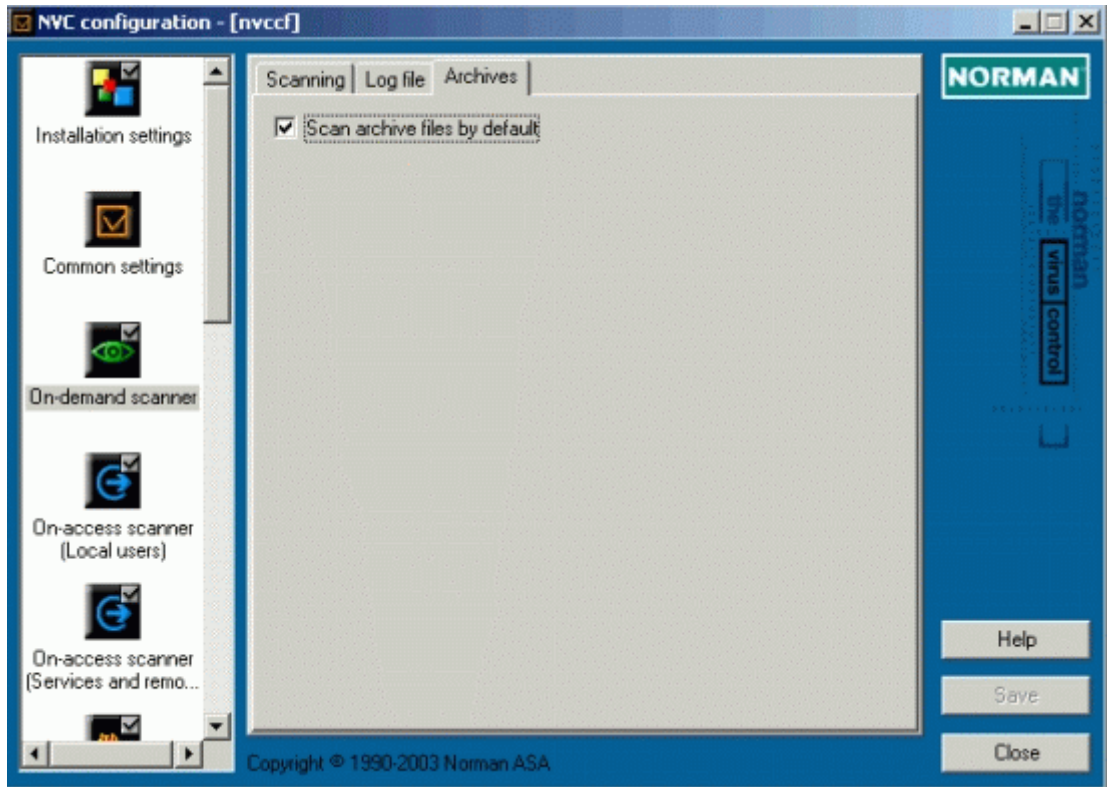 NVC configuration - [nvccf]
Installation settings
Common settings
On-demand scanner
On-access scanner
(Local users)
On-access scanner
(Services and remo...
Scanning
Log file
Archives
Scan archive files by default
Copyright © 1990-2003 Norman ASA
NORMAN
norman
the virus control
Help
Save
Close